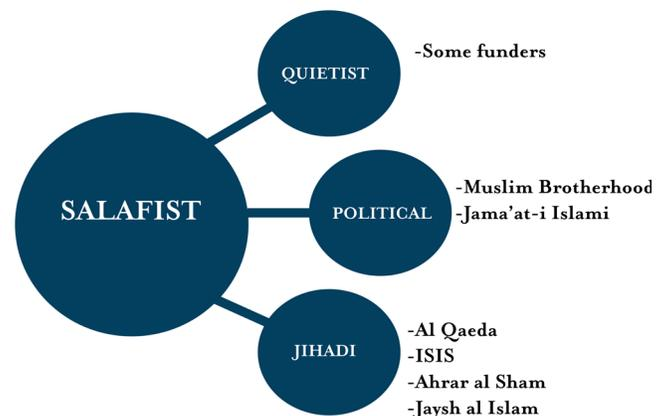 QUIETIST
-Some funders
SALAFIST
POLITICAL
-Muslim Brotherhood
-Jama'at-i Islami
JIHADI
-Al Qaeda
-ISIS
-Ahrar al Sham
-Jaysh al Islam